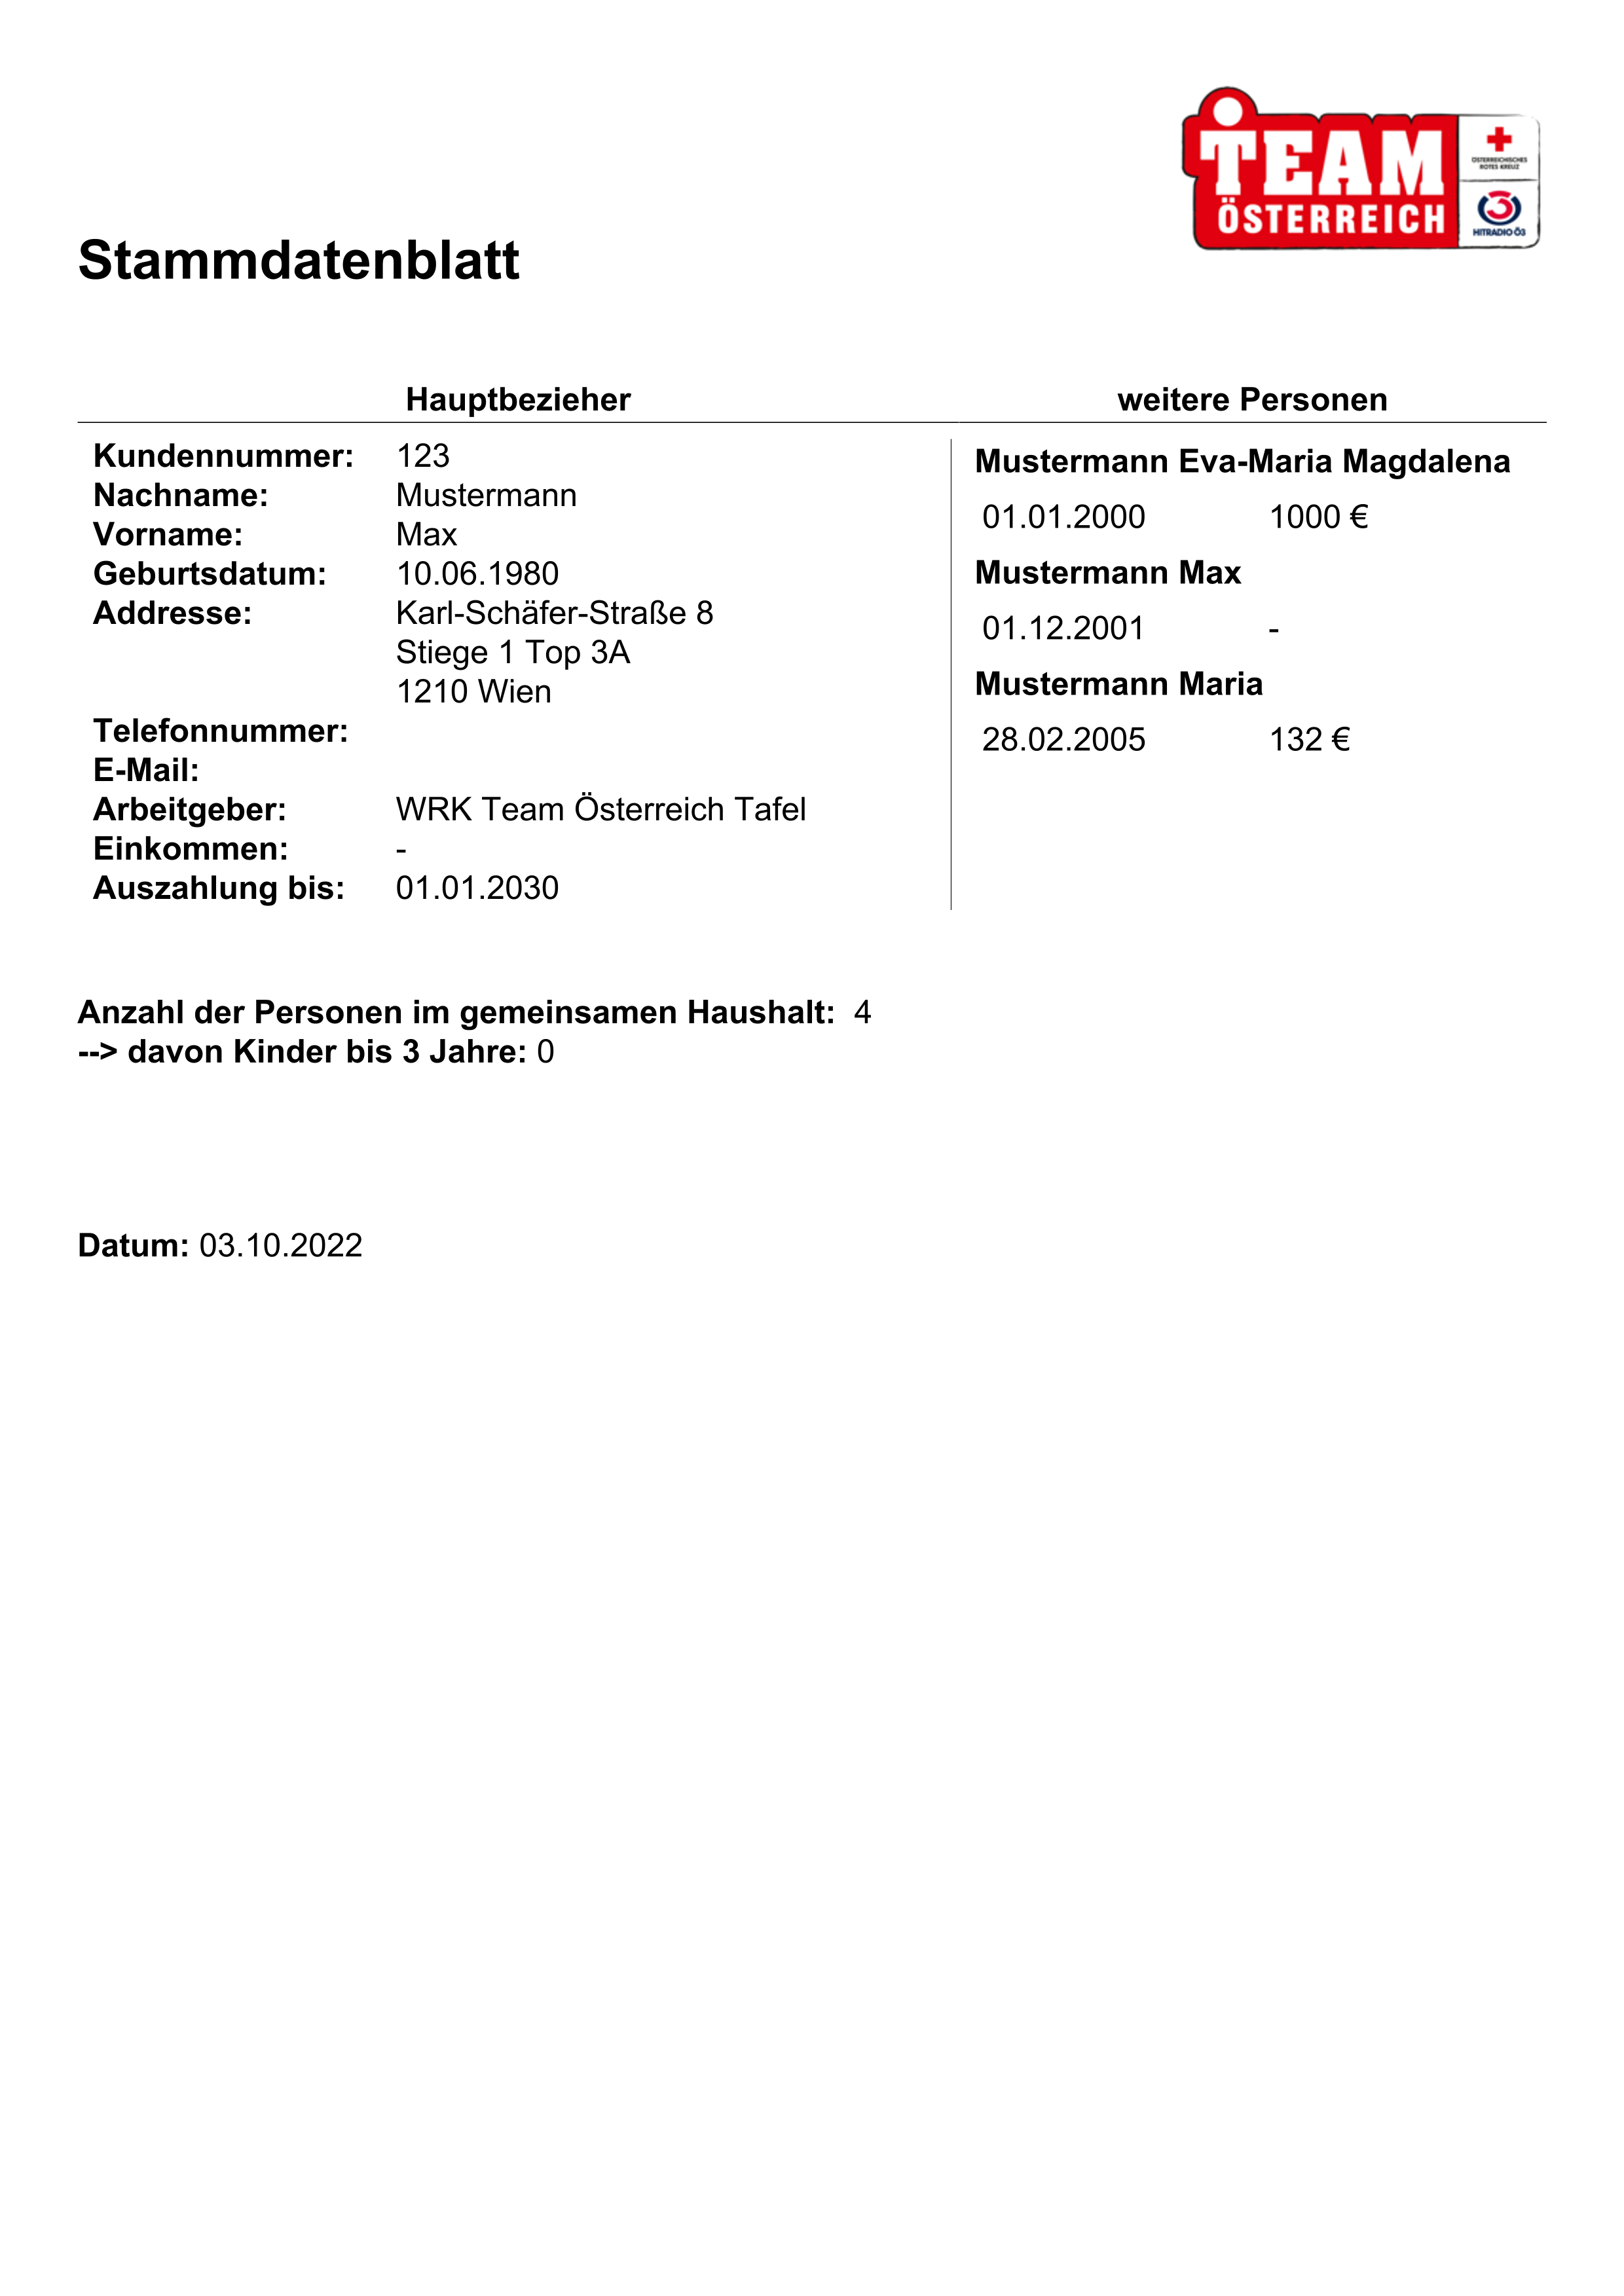 TEAM
ÖSTERREICH
ÖSTERREICHISCHES
ROTES KREUZ
HITRADIO Ö3
Stammdatenblatt
Hauptbezieher
Kundennummer: 123
Nachname: Mustermann
Vorname: Max
Geburtsdatum: 10.06.1980
Addresse: Karl-Schäfer-Straße 8
Stiege 1 Top 3A
1210 Wien
Telefonnummer:
E-Mail:
Arbeitgeber: WRK Team Österreich Tafel
Einkommen: -
Auszahlung bis: 01.01.2030
weitere Personen
Mustermann Eva-Maria Magdalena
01.01.2000 1000 €
Mustermann Max
01.12.2001 -
Mustermann Maria
28.02.2005 132 €
Anzahl der Personen im gemeinsamen Haushalt: 4
--> davon Kinder bis 3 Jahre: 0
Datum: 03.10.2022